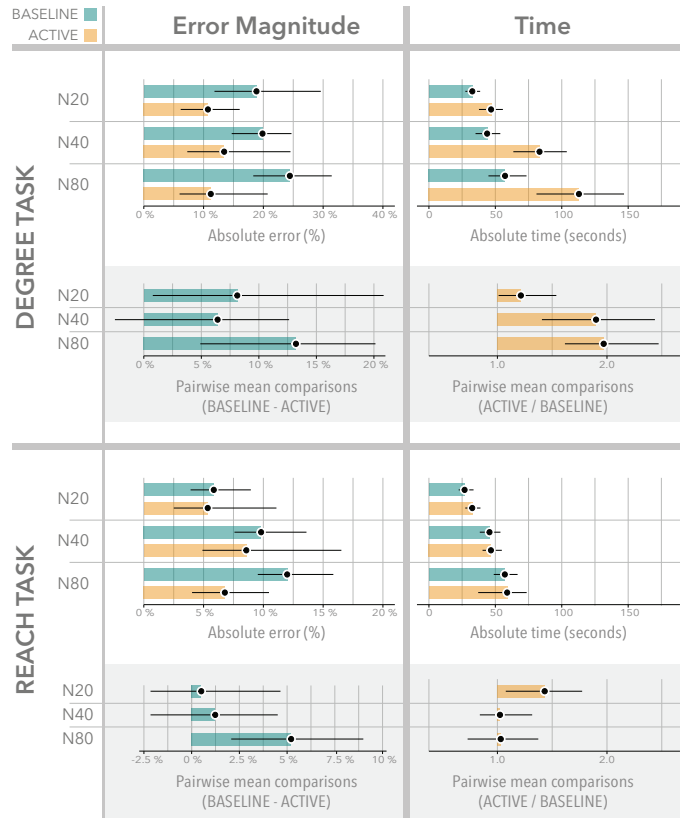 BASELINE
ACTIVE
Error Magnitude
Time
DEGREE TASK
N20
N40
N80
0 %
10 %
20 %
30 %
40 %
Absolute error (%)
0
50
100
150
Absolute time (seconds)
N20
N40
N80
0 %
5 %
10 %
15 %
20 %
Pairwise mean comparisons
(BASELINE - ACTIVE)
1.0
2.0
Pairwise mean comparisons
(ACTIVE / BASELINE)
REACH TASK
N20
N40
N80
0 %
5 %
10 %
15 %
20 %
Absolute error (%)
0
50
100
150
Absolute time (seconds)
N20
N40
N80
-2.5 %
0 %
5 %
10 %
Pairwise mean comparisons
(BASELINE - ACTIVE)
1.0
2.0
Pairwise mean comparisons
(ACTIVE / BASELINE)